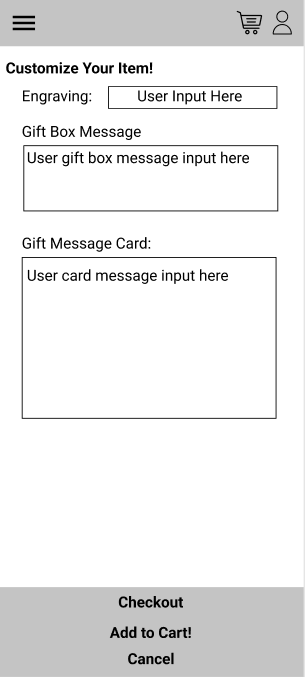 Customize Your Item!
Engraving: User Input Here
Gift Box Message
User gift box message input here
Gift Message Card:
User card message input here
Checkout
Add to Cart!
Cancel